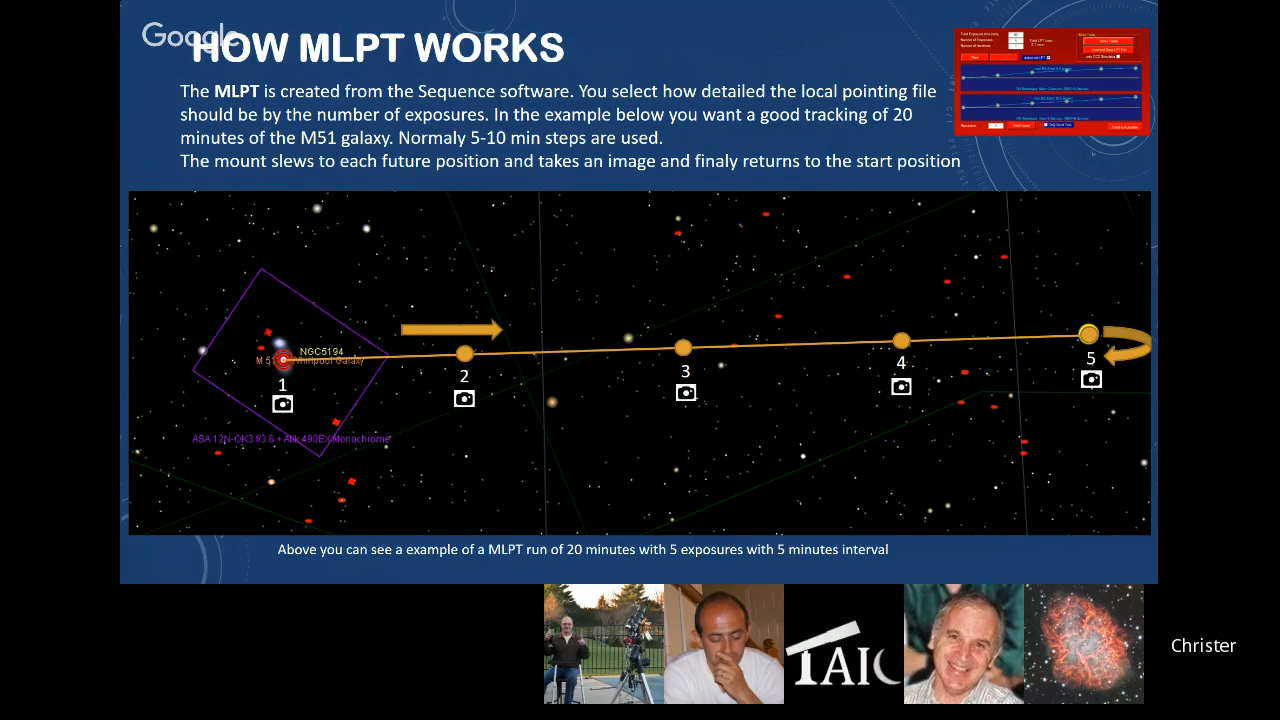 Google
HOW MLPT WORKS
The MLPT is created from the Sequence software. You select how detailed the local pointing file
should be by the number of exposures. In the example below you want a good tracking of 20
minutes of the M51 galaxy. Normaly 5-10 min steps are used.
The mount slews to each future position and takes an image and finaly returns to the start position
NGC5194
Whirlpool Galaxy
1
2
3
4
5
ASA 12N-OK3 f/3.6 + Atik 490EX Monochrome
Above you can see a example of a MLPT run of 20 minutes with 5 exposures with 5 minutes interval
TAIC
Christer